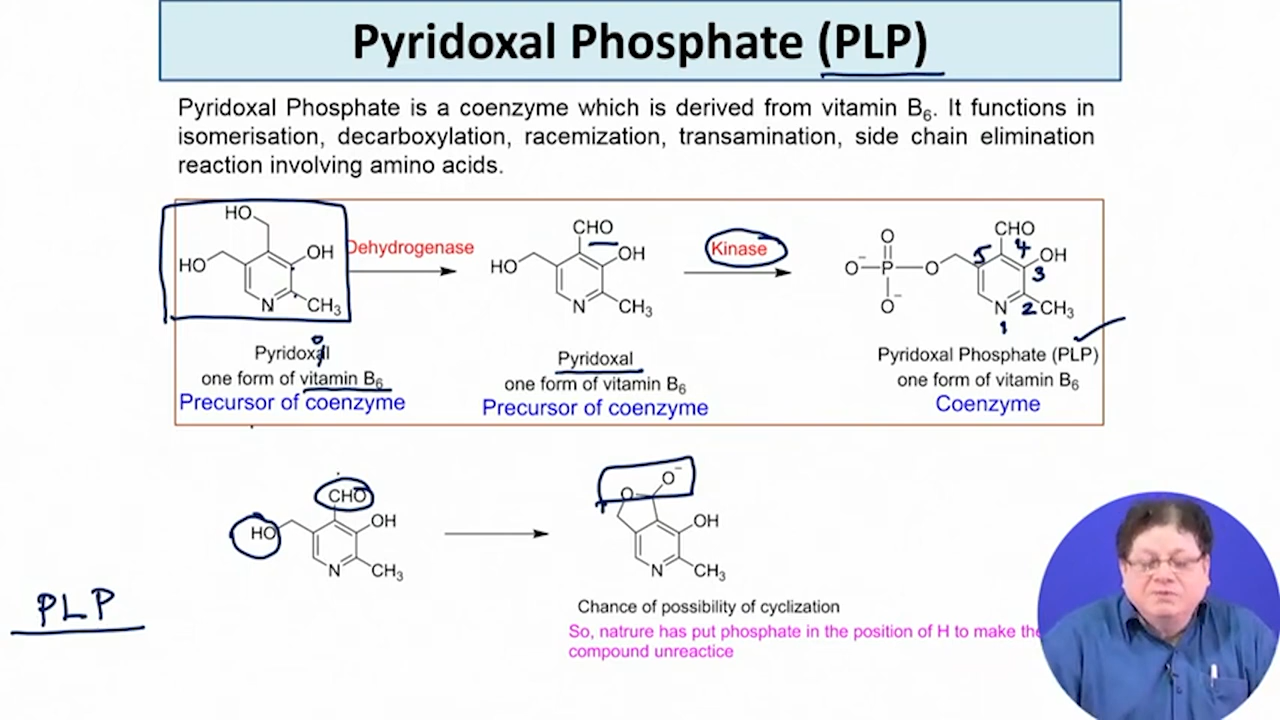 Pyridoxal Phosphate (PLP)
Pyridoxal Phosphate is a coenzyme which is derived from vitamin B6. It functions in
isomerisation, decarboxylation, racemization, transamination, side chain elimination
reaction involving amino acids.
HO
HO
OH
N
CH3
Dehydrogenase
CHO
HO
OH
N
CH3
Kinase
O
O− P O
O−
CHO
OH
N
CH3
5
4
3
2
1
Pyridoxal
one form of vitamin B6
Precursor of coenzyme
Pyridoxal
one form of vitamin B6
Precursor of coenzyme
Pyridoxal Phosphate (PLP)
one form of vitamin B6
Coenzyme
CHO
HO
OH
N
CH3
O
O−
OH
N
CH3
PLP
Chance of possibility of cyclization
So, natrure has put phosphate in the position of H to make the
compound unreactice